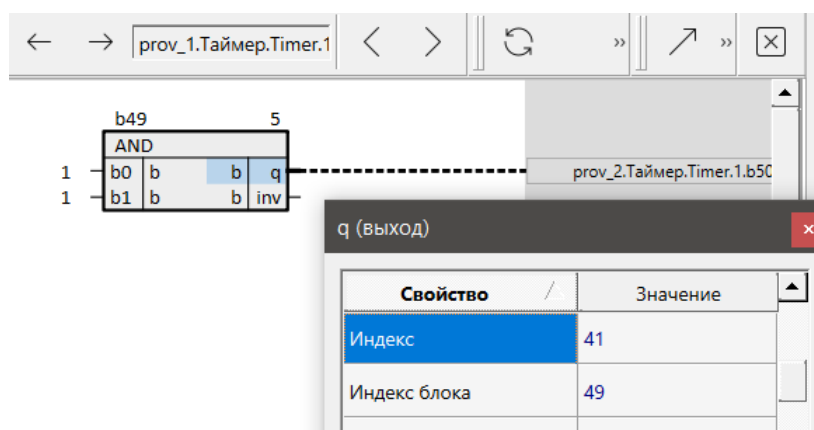 prov_1.Таймер.Timer.1
»
»
b49 5
AND
1 b0 b b q
prov_2.Таймер.Timer.1.b50
1 b1 b b inv
q (выход)
Свойство Значение
Индекс 41
Индекс блока 49